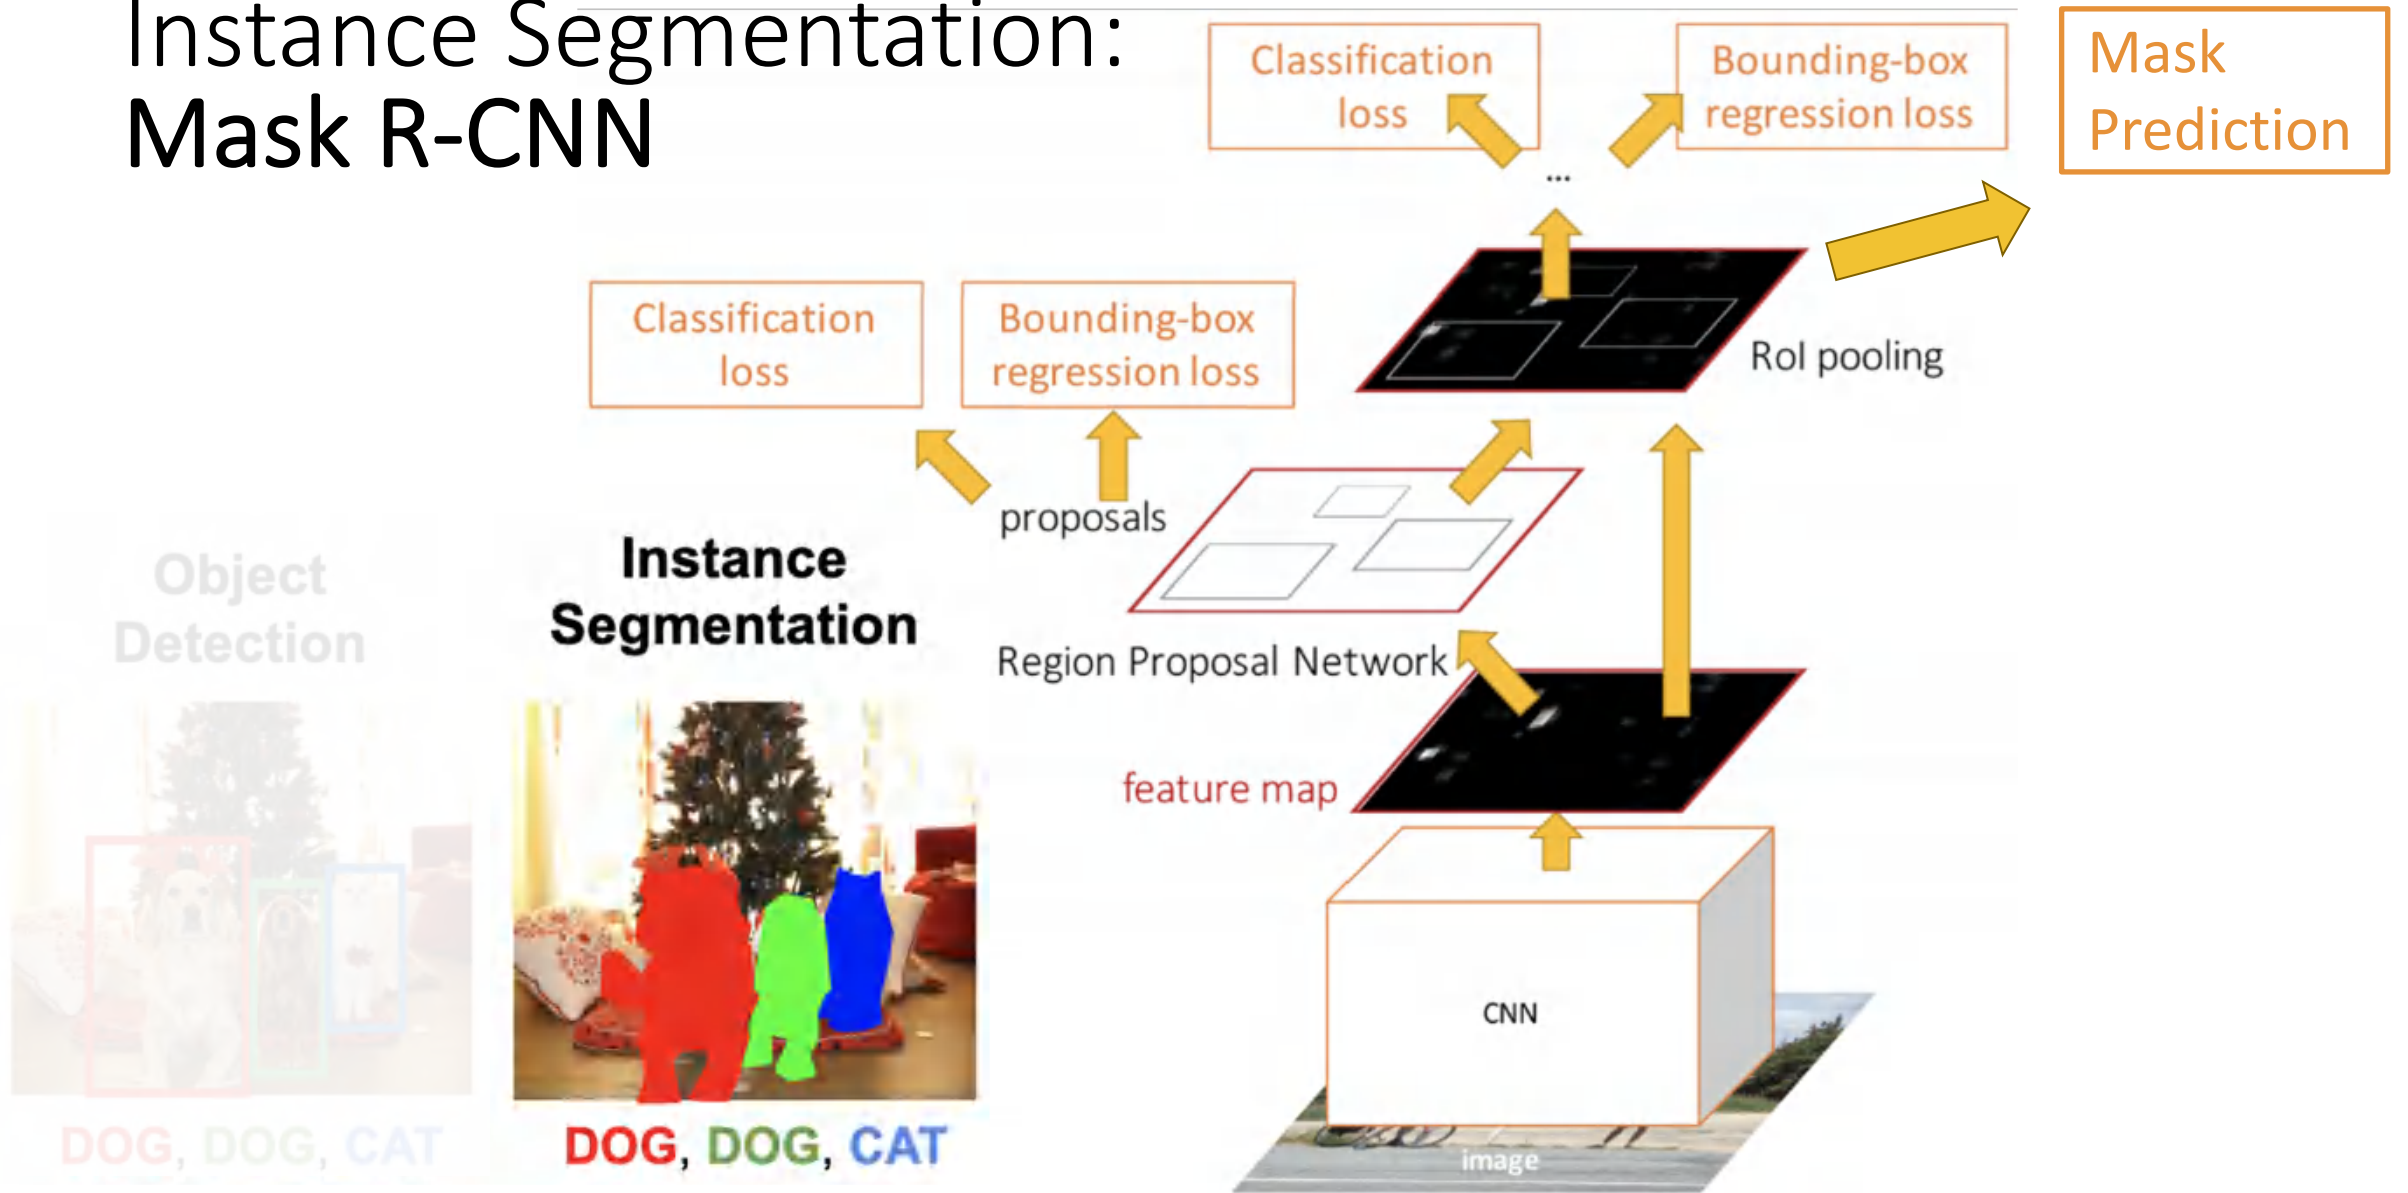 Instance Segmentation:
Mask R-CNN
Classification
loss
Bounding-box
regression loss
Mask
Prediction
...
Classification
loss
Bounding-box
regression loss
RoI pooling
proposals
Object
Detection
Instance
Segmentation
Region Proposal Network
feature map
CNN
DOG, DOG, CAT
DOG, DOG, CAT
image